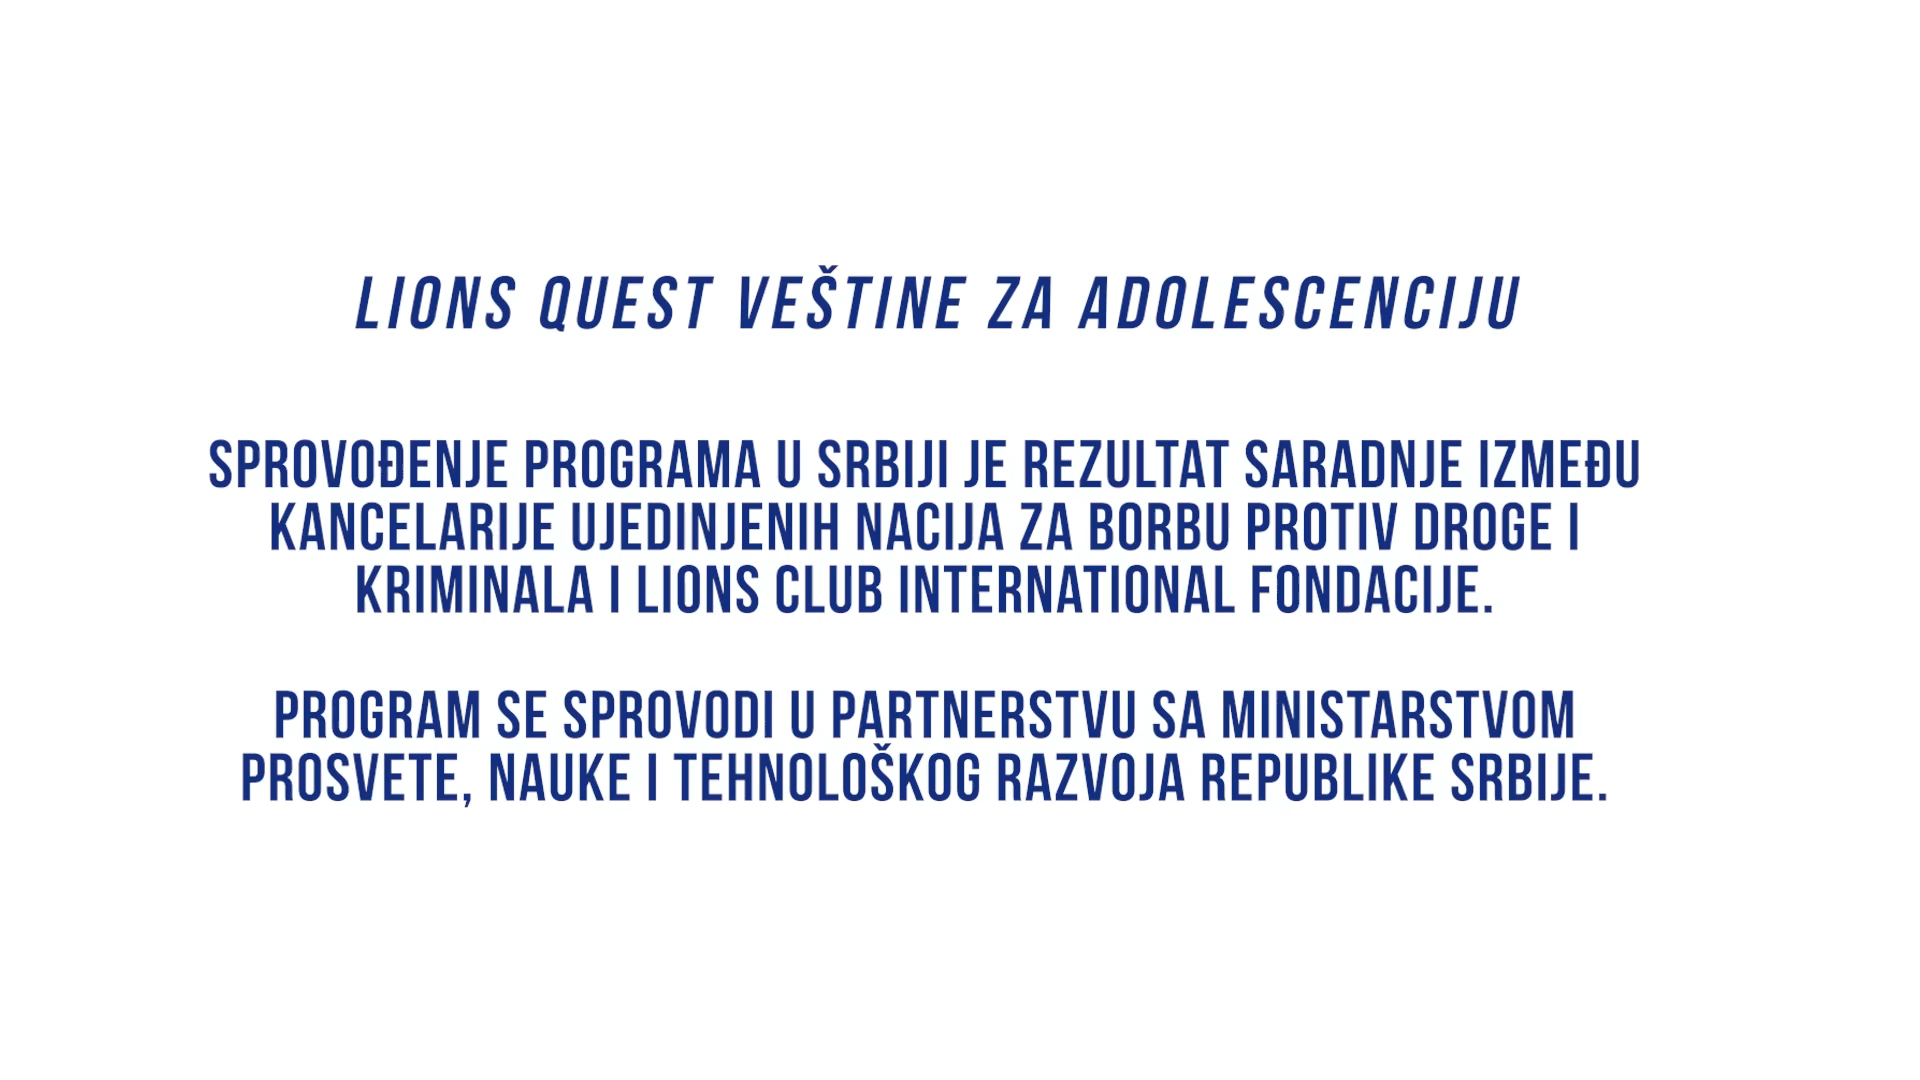 LIONS QUEST VEŠTINE ZA ADOLESCENCIJU
SPROVOĐENJE PROGRAMA U SRBIJI JE REZULTAT SARADNJE IZMEĐU
KANCELARIJE UJEDINJENIH NACIJA ZA BORBU PROTIV DROGE I
KRIMINALA I LIONS CLUB INTERNATIONAL FONDACIJE.
PROGRAM SE SPROVODI U PARTNERSTVU SA MINISTARSTVOM
PROSVETE, NAUKE I TEHNOLOŠKOG RAZVOJA REPUBLIKE SRBIJE.